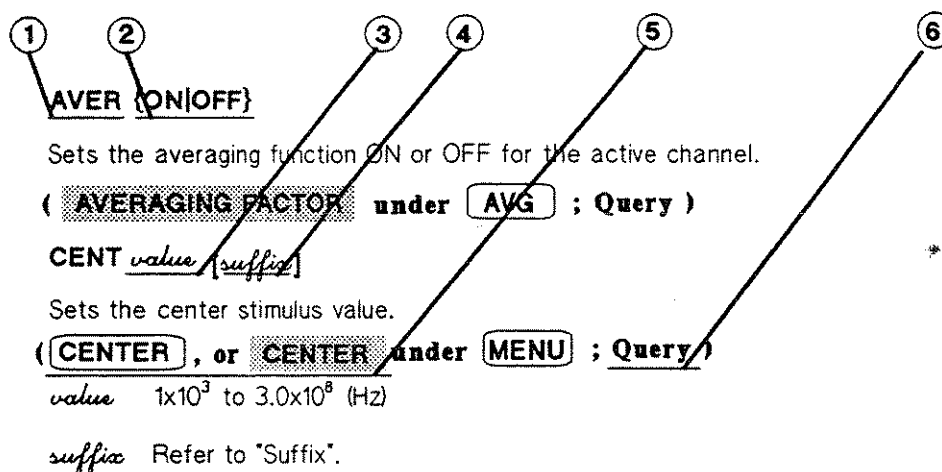 1 2 3 4 5 6
AVER {ON|OFF}
Sets the averaging function ON or OFF for the active channel.
( AVERAGING FACTOR under AVG ; Query )
CENT value [suffix]
Sets the center stimulus value.
( CENTER , or CENTER under MENU ; Query )
value 1x10³ to 3.0x10⁸ (Hz)
suffix Refer to "Suffix".